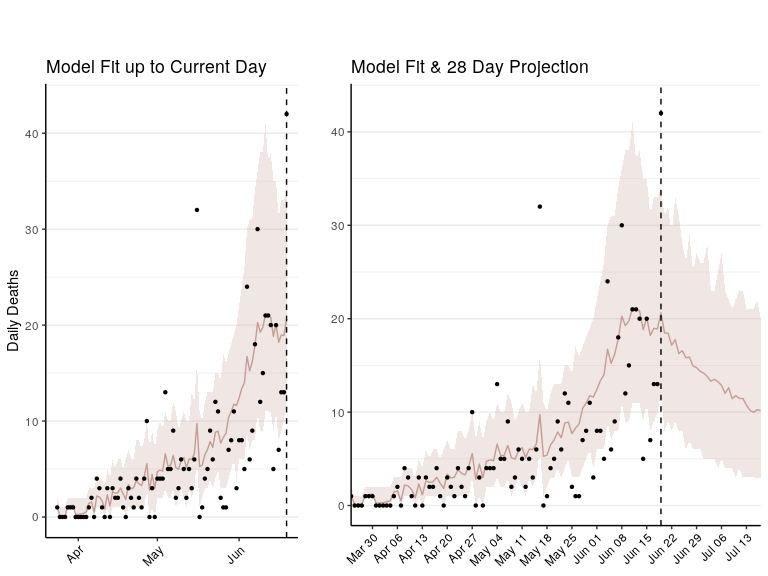 Model Fit up to Current Day
Model Fit & 28 Day Projection
Daily Deaths
40
30
20
10
0
Apr
May
Jun
40
30
20
10
0
Mar 30
Apr 06
Apr 13
Apr 20
Apr 27
May 04
May 11
May 18
May 25
Jun 01
Jun 08
Jun 15
Jun 22
Jun 29
Jul 06
Jul 13